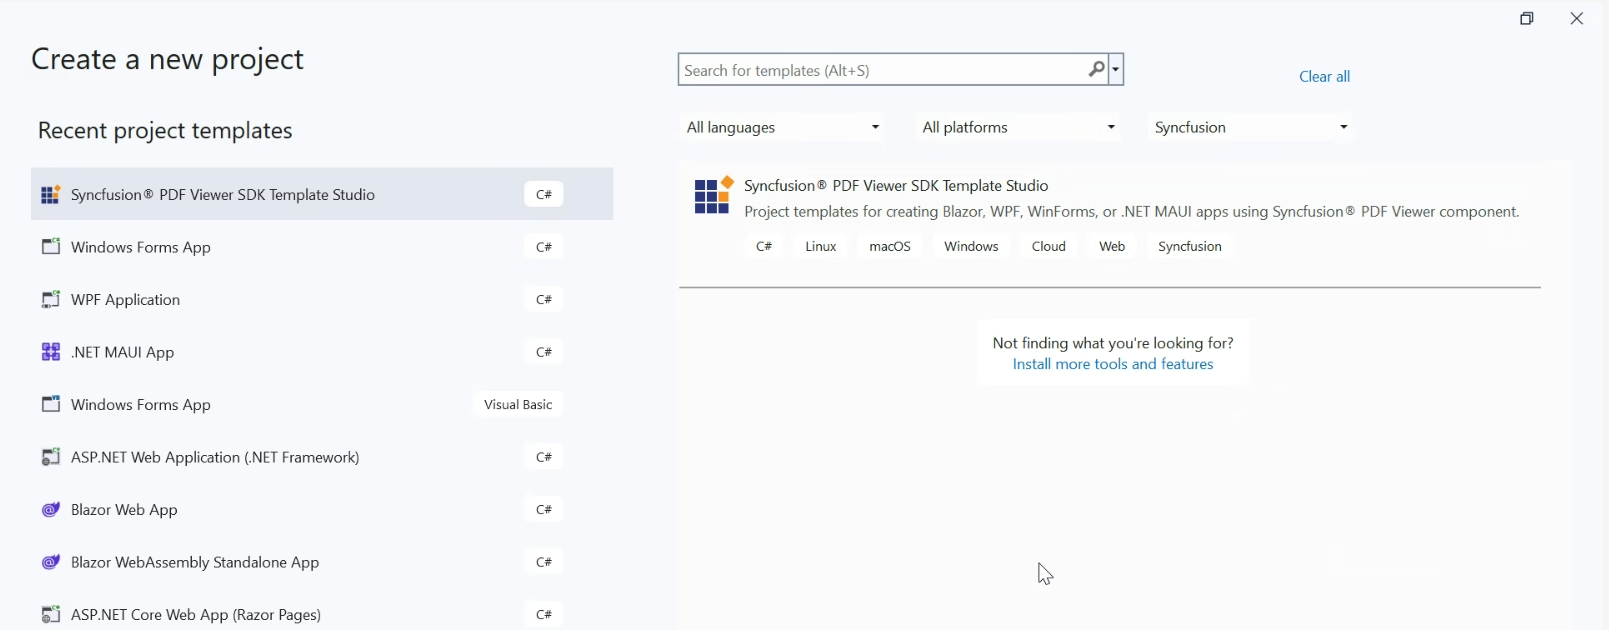 Create a new project
Search for templates (Alt+S)
Clear all
All languages
All platforms
Syncfusion
Recent project templates
Syncfusion® PDF Viewer SDK Template Studio C#
Windows Forms App C#
WPF Application C#
.NET MAUI App C#
Windows Forms App Visual Basic
ASP.NET Web Application (.NET Framework) C#
Blazor Web App C#
Blazor WebAssembly Standalone App C#
ASP.NET Core Web App (Razor Pages) C#
Syncfusion® PDF Viewer SDK Template Studio
Project templates for creating Blazor, WPF, WinForms, or .NET MAUI apps using Syncfusion® PDF Viewer component.
C# Linux macOS Windows Cloud Web Syncfusion
Not finding what you're looking for?
Install more tools and features